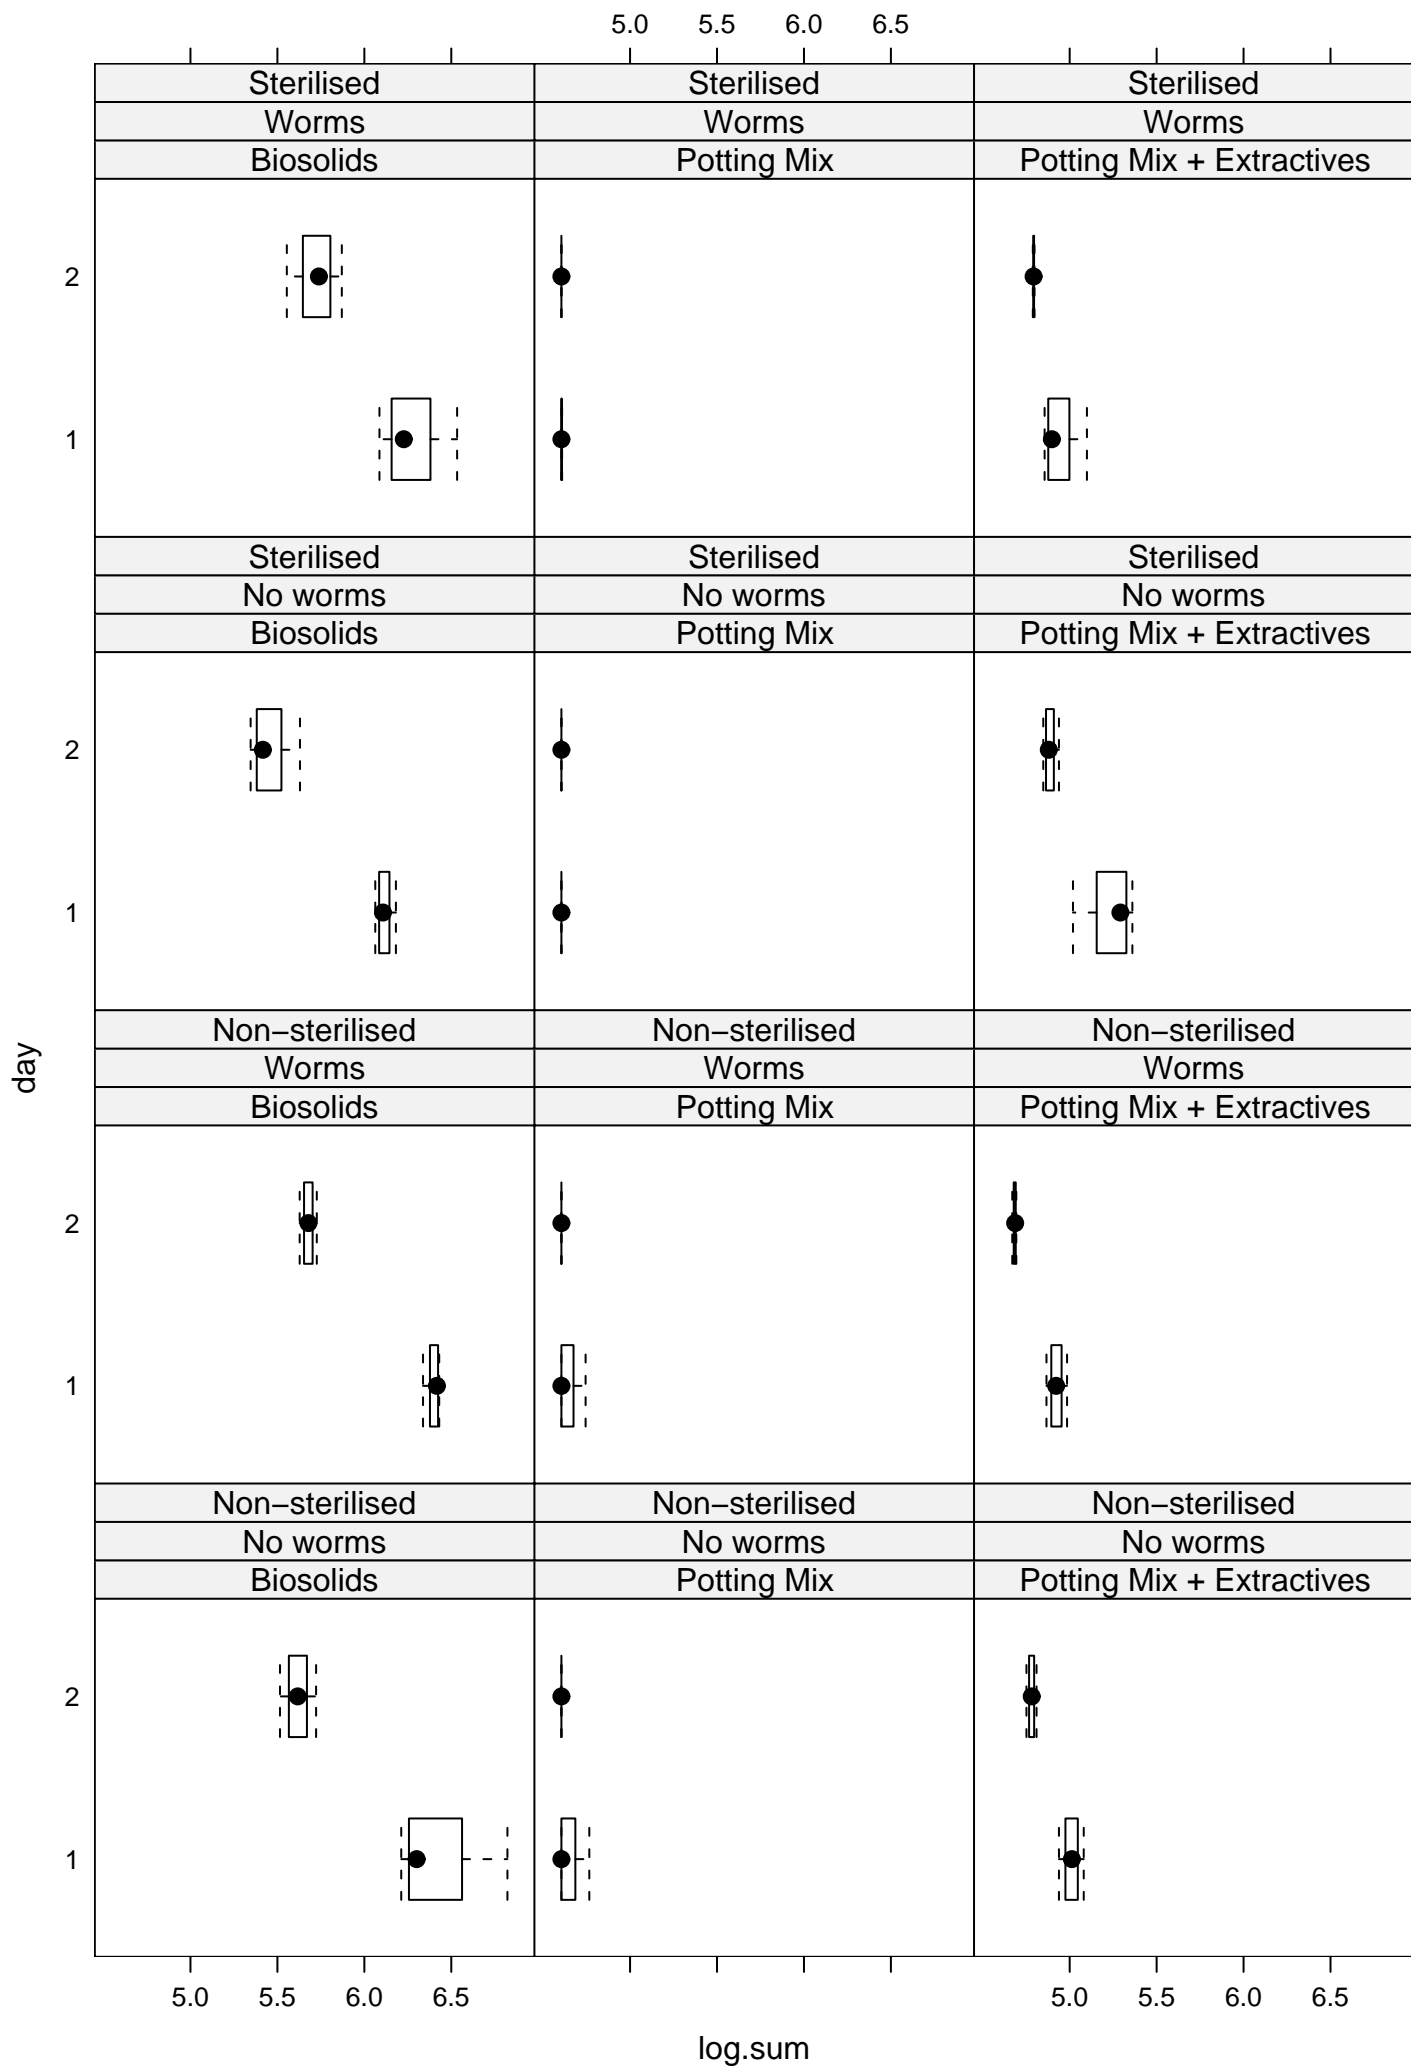 5.0 5.5 6.0 6.5
Sterilised Sterilised Sterilised
Worms Worms Worms
Biosolids Potting Mix Potting Mix + Extractives
2
1
Sterilised Sterilised Sterilised
No worms No worms No worms
Biosolids Potting Mix Potting Mix + Extractives
2
1
day
Non−sterilised Non−sterilised Non−sterilised
Worms Worms Worms
Biosolids Potting Mix Potting Mix + Extractives
2
1
Non−sterilised Non−sterilised Non−sterilised
No worms No worms No worms
Biosolids Potting Mix Potting Mix + Extractives
2
1
5.0 5.5 6.0 6.5 5.0 5.5 6.0 6.5
log.sum